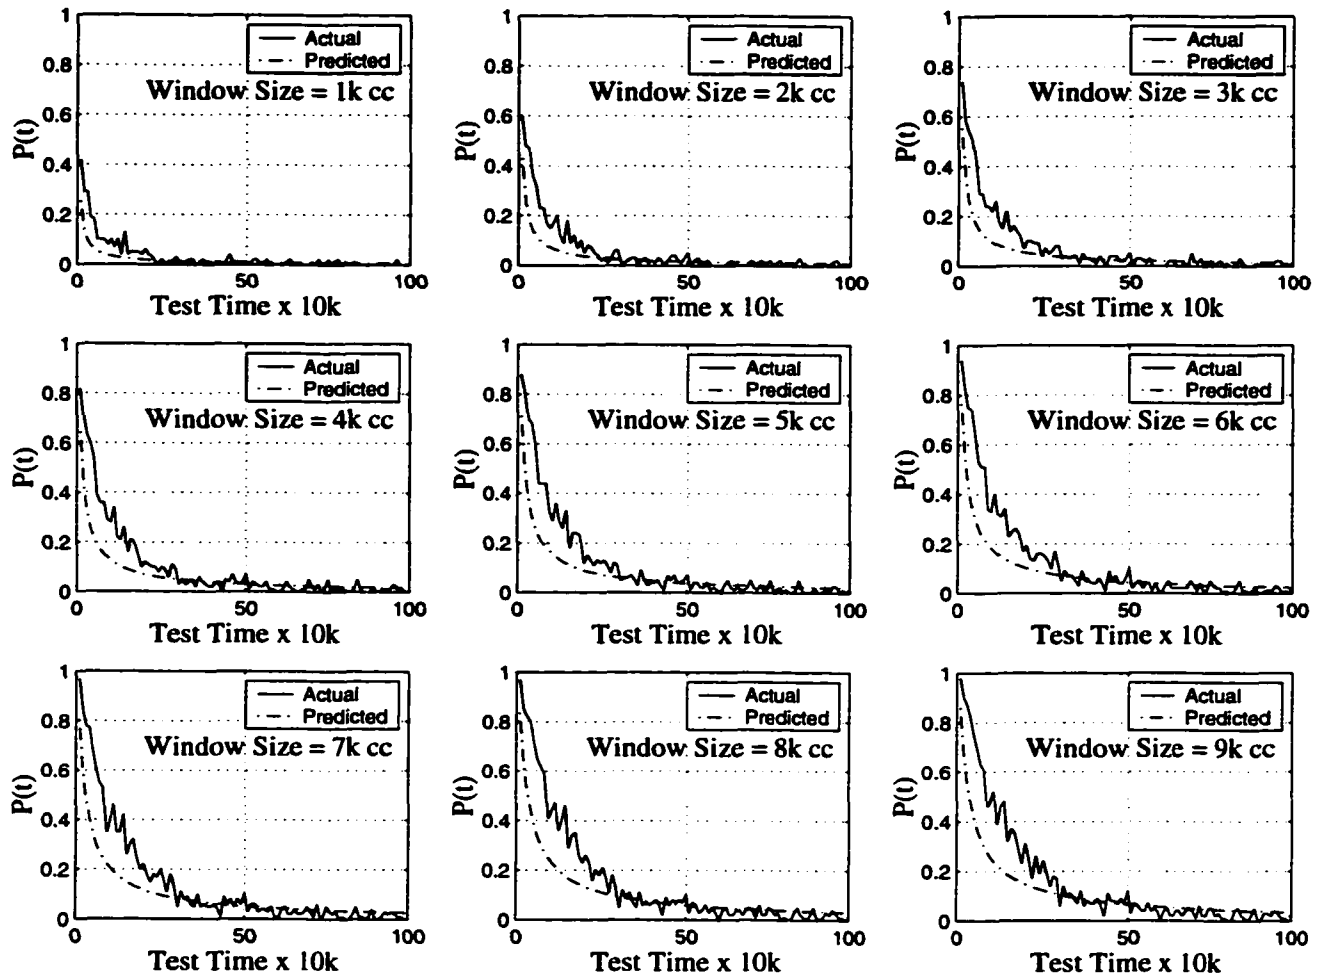 1
Actual
Predicted
0.8
Window Size = 1k cc
0.6
P(t)
0.4
0.2
0
0
50
100
Test Time x 10k
1
Actual
Predicted
0.8
Window Size = 2k cc
0.6
P(t)
0.4
0.2
0
0
50
100
Test Time x 10k
1
Actual
Predicted
0.8
Window Size = 3k cc
0.6
P(t)
0.4
0.2
0
0
50
100
Test Time x 10k
1
Actual
Predicted
0.8
Window Size = 4k cc
0.6
P(t)
0.4
0.2
0
0
50
100
Test Time x 10k
1
Actual
Predicted
0.8
Window Size = 5k cc
0.6
P(t)
0.4
0.2
0
0
50
100
Test Time x 10k
1
Actual
Predicted
0.8
Window Size = 6k cc
0.6
P(t)
0.4
0.2
0
0
50
100
Test Time x 10k
1
Actual
Predicted
0.8
Window Size = 7k cc
0.6
P(t)
0.4
0.2
0
0
50
100
Test Time x 10k
1
Actual
Predicted
0.8
Window Size = 8k cc
0.6
P(t)
0.4
0.2
0
0
50
100
Test Time x 10k
1
Actual
Predicted
0.8
Window Size = 9k cc
0.6
P(t)
0.4
0.2
0
0
50
100
Test Time x 10k